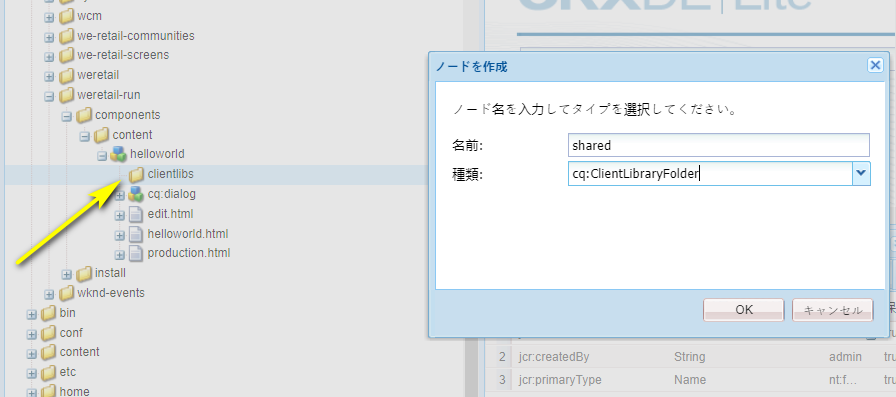 wcm
we-retail-communities
we-retail-screens
weretail
weretail-run
components
content
helloworld
clientlibs
cq:dialog
edit.html
helloworld.html
production.html
install
wknd-events
bin
conf
content
etc
home
CRXDE | Lite
ノードを作成
ノード名を入力してタイプを選択してください。
名前: shared
種類: cq:ClientLibraryFolder
OK キャンセル
2 jcr:createdBy String admin tru
3 jcr:primaryType Name nt:f... tru